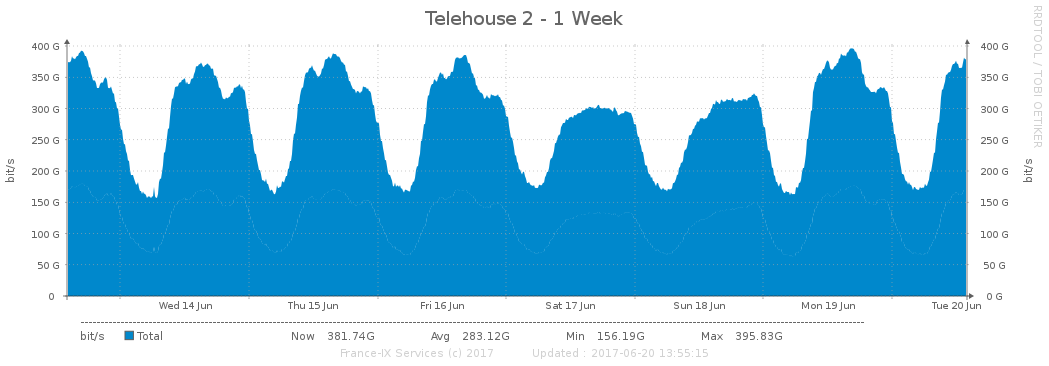 Telehouse 2 - 1 Week
RRDTOOL / TOBI OETIKER
400 G 400 G
350 G 350 G
300 G 300 G
250 G 250 G
200 G 200 G
150 G 150 G
100 G 100 G
50 G 50 G
0 0 G
bit/s bit/s
Wed 14 Jun Thu 15 Jun Fri 16 Jun Sat 17 Jun Sun 18 Jun Mon 19 Jun Tue 20 Jun
bit/s Total Now 381.74G Avg 283.12G Min 156.19G Max 395.83G
France-IX Services (c) 2017 Updated : 2017-06-20 13:55:15